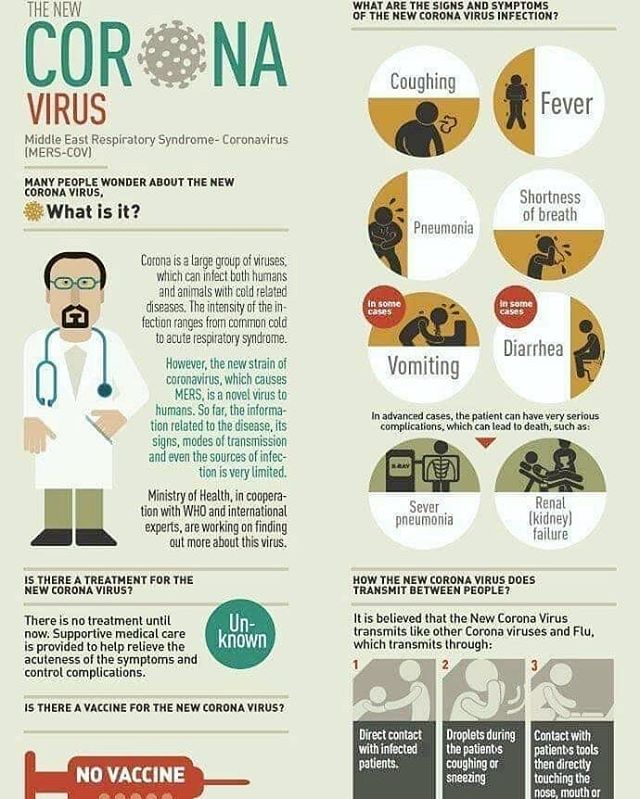 THE NEW
CORONA
VIRUS
Middle East Respiratory Syndrome- Coronavirus
(MERS-COV)
MANY PEOPLE WONDER ABOUT THE NEW
CORONA VIRUS,
What is it?
Corona is a large group of viruses,
which can infect both humans
and animals with cold related
diseases. The intensity of the in-
fection ranges from common cold
to acute respiratory syndrome.
However, the new strain of
coronavirus, which causes
MERS, is a novel virus to
humans. So far, the informa-
tion related to the disease, its
signs, modes of transmission
and even the sources of infec-
tion is very limited.
Ministry of Health, in coopera-
tion with WHO and international
experts, are working on finding
out more about this virus.
IS THERE A TREATMENT FOR THE
NEW CORONA VIRUS?
There is no treatment until
now. Supportive medical care
is provided to help relieve the
acuteness of the symptoms and
control complications.
Un-
known
IS THERE A VACCINE FOR THE NEW CORONA VIRUS?
NO VACCINE
WHAT ARE THE SIGNS AND SYMPTOMS
OF THE NEW CORONA VIRUS INFECTION?
Coughing
Fever
Pneumonia
Shortness
of breath
in some
cases
Vomiting
in some
cases
Diarrhea
In advanced cases, the patient can have very serious
complications, which can lead to death, such as:
X-RAY
Sever
pneumonia
Renal
(kidney)
failure
HOW THE NEW CORONA VIRUS DOES
TRANSMIT BETWEEN PEOPLE?
It is believed that the New Corona Virus
transmits like other Corona viruses and Flu,
which transmits through:
1
Direct contact
with infected
patients.
2
Droplets during
the patient›s
coughing or
sneezing
3
Contact with
patient›s tools
then directly
touching the
nose, mouth or